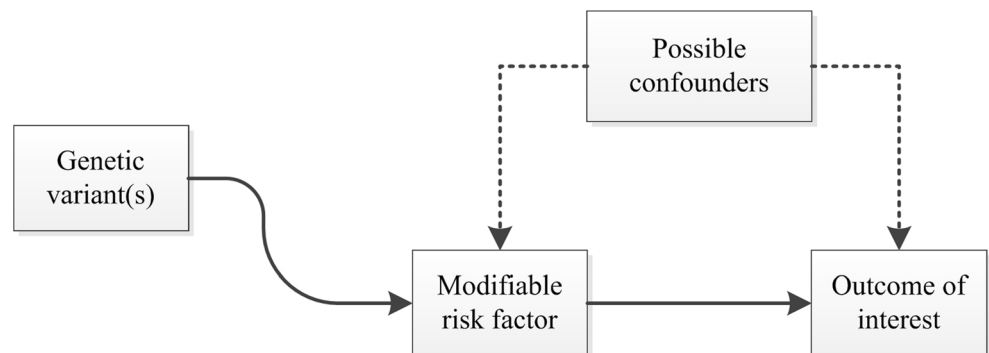 Possible
confounders
Genetic
variant(s)
Modifiable
risk factor
Outcome of
interest